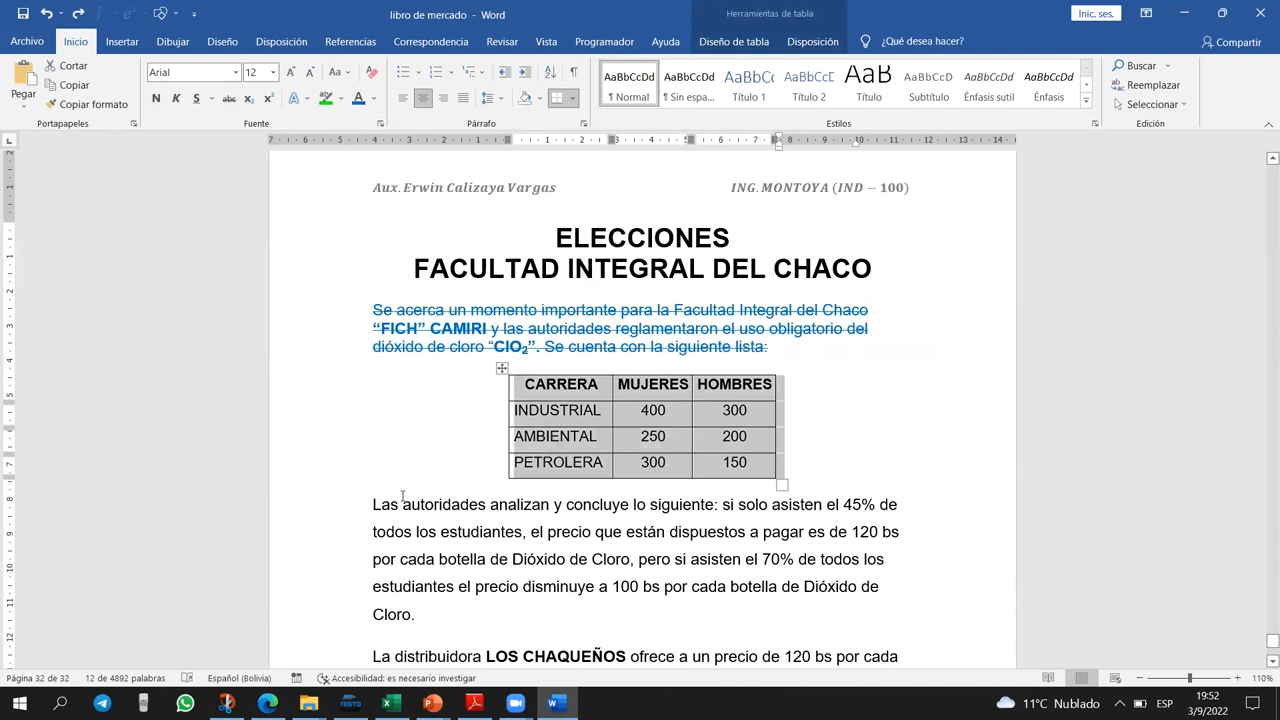 libro de mercado - Word
Herramientas de tabla
Inic. ses.
Archivo Inicio Insertar Dibujar Diseño Disposición Referencias Correspondencia Revisar Vista Programador Ayuda Diseño de tabla Disposición ¿Qué desea hacer? Compartir
Pegar
Cortar
Copiar
Copiar formato
Portapapeles
Arial 12
Aa
N K S abc x₂ x²
Fuente
Párrafo
AaBbCcDd AaBbCcDd AaBbCc AaBbCcD AaB AaBbCcD AaBbCcDd AaBbCcDd
¶ Normal ¶ Sin espa... Título 1 Título 2 Título Subtítulo Énfasis sutil Énfasis
Estilos
Buscar
Reemplazar
Seleccionar
Edición
Aux. Erwin Calizaya Vargas ING. MONTOYA (IND – 100)
ELECCIONES
FACULTAD INTEGRAL DEL CHACO
Se acerca un momento importante para la Facultad Integral del Chaco
“FICH” CAMIRI y las autoridades reglamentaron el uso obligatorio del
dióxido de cloro “ClO₂”. Se cuenta con la siguiente lista:
CARRERA MUJERES HOMBRES
INDUSTRIAL 400 300
AMBIENTAL 250 200
PETROLERA 300 150
Las autoridades analizan y concluye lo siguiente: si solo asisten el 45% de
todos los estudiantes, el precio que están dispuestos a pagar es de 120 bs
por cada botella de Dióxido de Cloro, pero si asisten el 70% de todos los
estudiantes el precio disminuye a 100 bs por cada botella de Dióxido de
Cloro.
La distribuidora LOS CHAQUEÑOS ofrece a un precio de 120 bs por cada
Página 32 de 32 12 de 4892 palabras Español (Bolivia) Accesibilidad: es necesario investigar 110%
FESTO
11°C Nublado ESP 19:52
3/9/2022